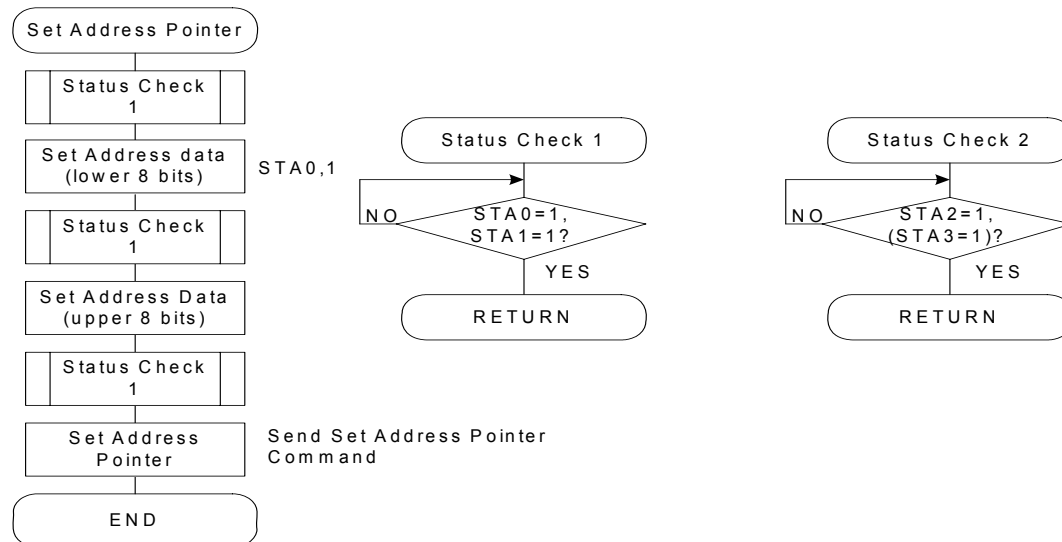 Set Address Pointer
Status Check
1
Set Address data
(lower 8 bits)
STA0,1
Status Check
1
Set Address Data
(upper 8 bits)
Status Check
1
Set Address
Pointer
Send Set Address Pointer
Command
END
Status Check 1
NO
STA0=1,
STA1=1?
YES
RETURN
Status Check 2
NO
STA2=1,
(STA3=1)?
YES
RETURN